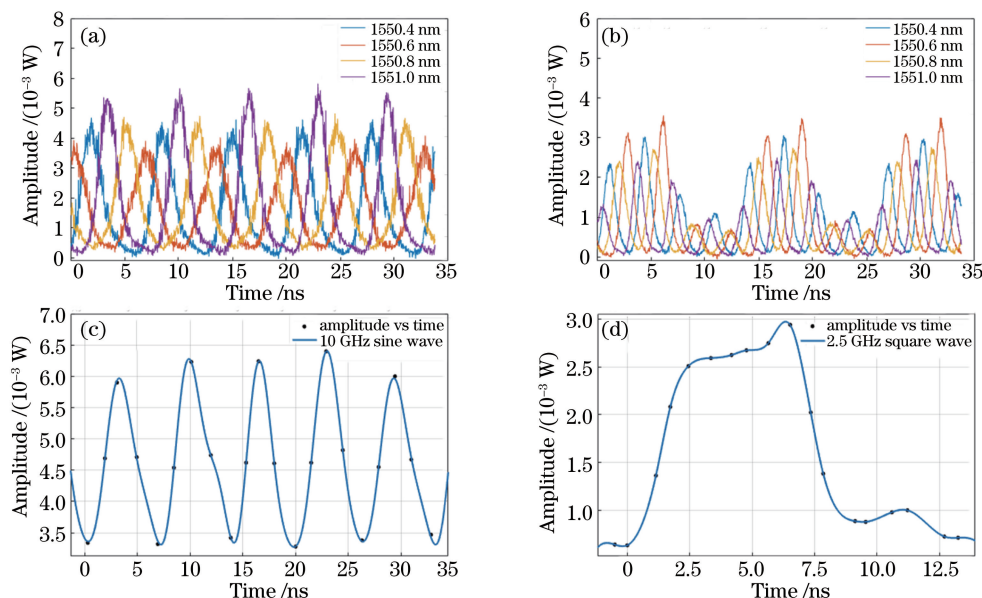 (a)
1550.4 nm
1550.6 nm
1550.8 nm
1551.0 nm
8
7
6
5
4
3
2
1
0
Amplitude /(10⁻³ W)
0 5 10 15 20 25 30 35
Time /ns
(b)
1550.4 nm
1550.6 nm
1550.8 nm
1551.0 nm
6
5
4
3
2
1
0
Amplitude /(10⁻³ W)
0 5 10 15 20 25 30 35
Time /ns
(c)
amplitude vs time
10 GHz sine wave
7.0
6.5
6.0
5.5
5.0
4.5
4.0
3.5
Amplitude /(10⁻³ W)
0 5 10 15 20 25 30 35
Time /ns
(d)
amplitude vs time
2.5 GHz square wave
3.0
2.5
2.0
1.5
1.0
Amplitude /(10⁻³ W)
0 2.5 5.0 7.5 10.0 12.5
Time /ns